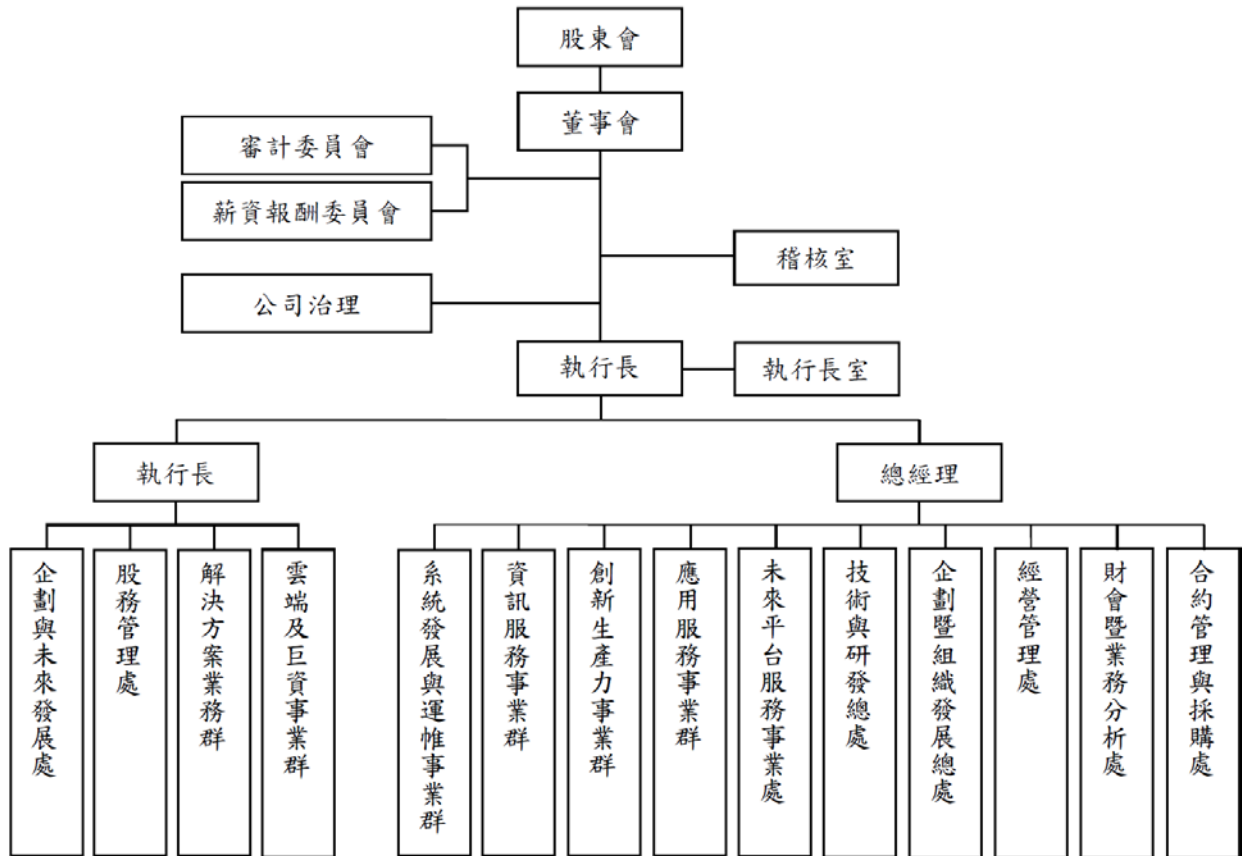 股東會
董事會
審計委員會
薪資報酬委員會
稽核室
公司治理
執行長
執行長室
執行長
總經理
企劃與未來發展處
股務管理處
解決方案業務群
雲端及巨資事業群
系統發展與運帷事業群
資訊服務事業群
創新生產力事業群
應用服務事業群
未來平台服務事業處
技術與研發總處
企劃暨組織發展總處
經營管理處
財會暨業務分析處
合約管理與採購處